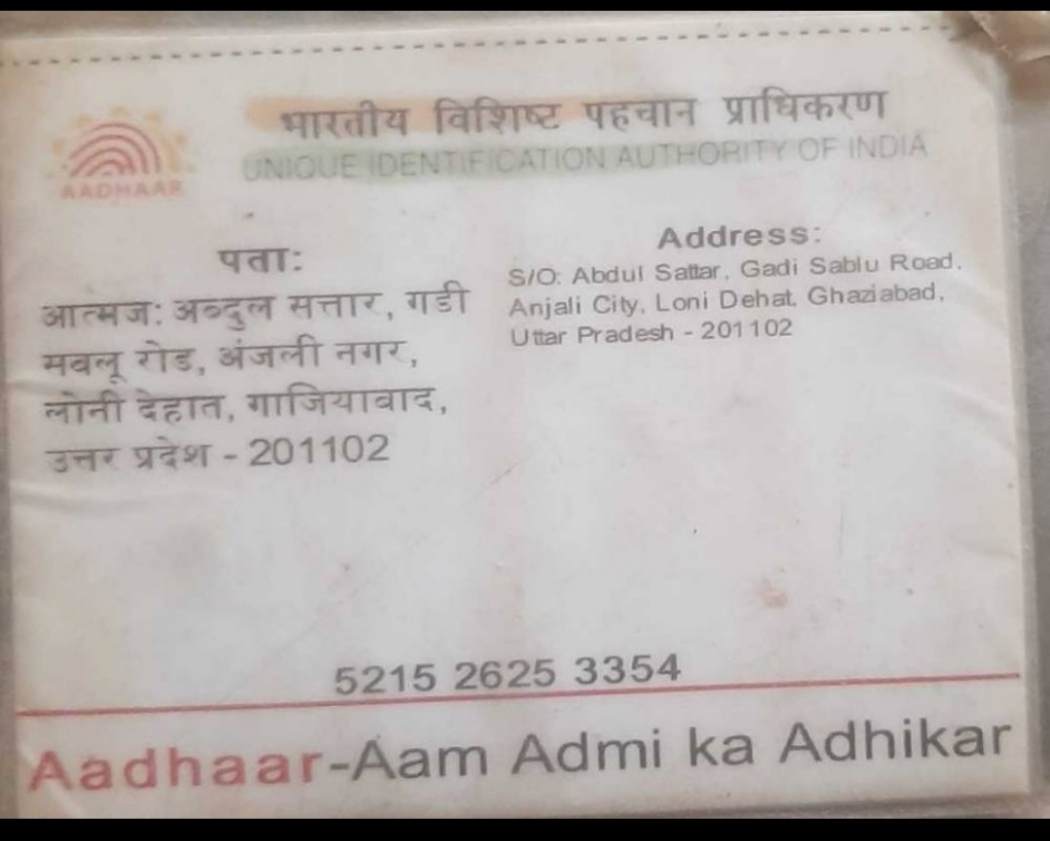 भारतीय विशिष्ट पहचान प्राधिकरण
UNIQUE IDENTIFICATION AUTHORITY OF INDIA
AADHAAR
पता:
आत्मज: अब्दुल सत्तार, गडी
मबलू रोड, अंजली नगर,
लोनी देहात, गाजियाबाद,
उत्तर प्रदेश - 201102
Address:
S/O: Abdul Sattar, Gadi Sablu Road,
Anjali City, Loni Dehat, Ghaziabad,
Uttar Pradesh - 201102
5215 2625 3354
Aadhaar-Aam Admi ka Adhikar